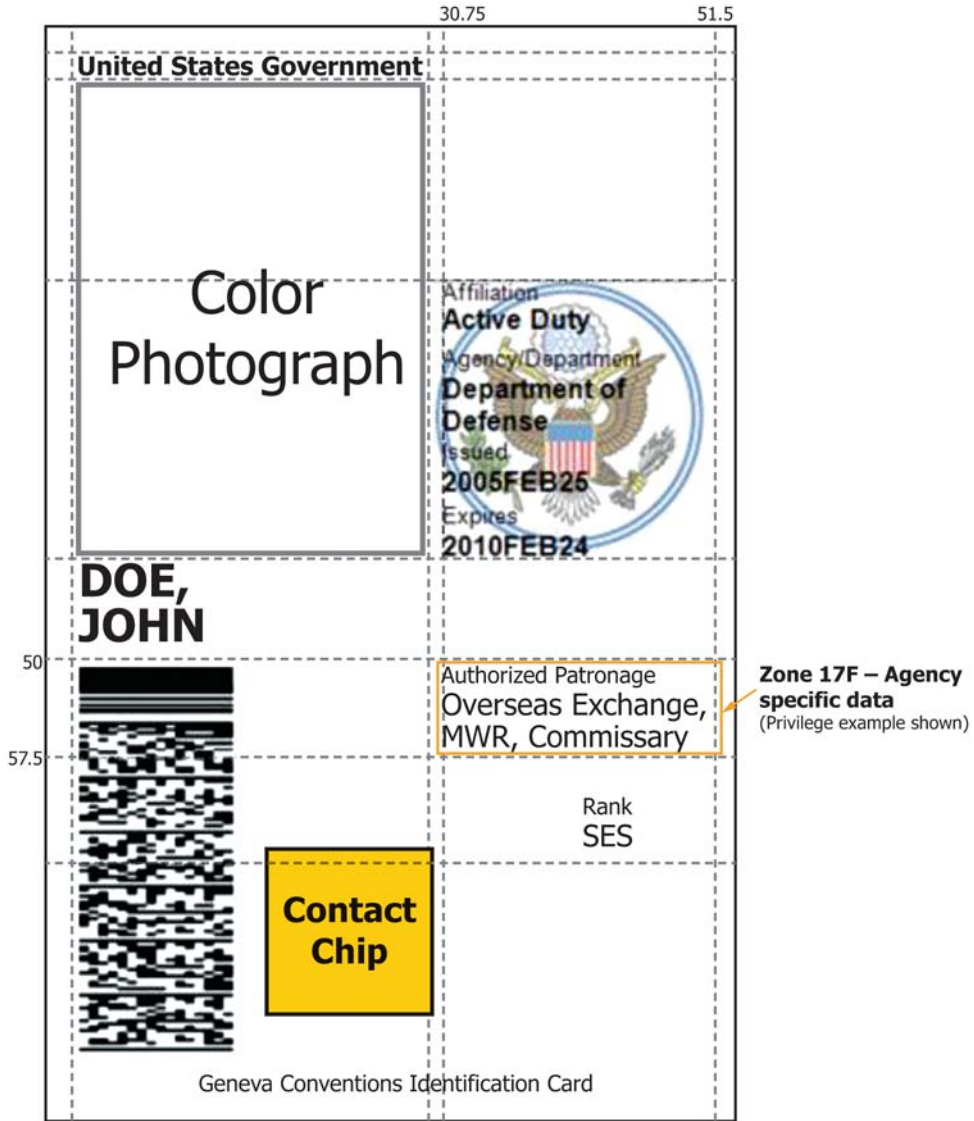 30.75
51.5
United States Government
Color
Photograph
Affiliation
Active Duty
Agency/Department
Department of
Defense
Issued
2005FEB25
Expires
2010FEB24
DOE,
JOHN
50
57.5
Authorized Patronage
Overseas Exchange,
MWR, Commissary
Zone 17F – Agency
specific data
(Privilege example shown)
Rank
SES
Contact
Chip
Geneva Conventions Identification Card